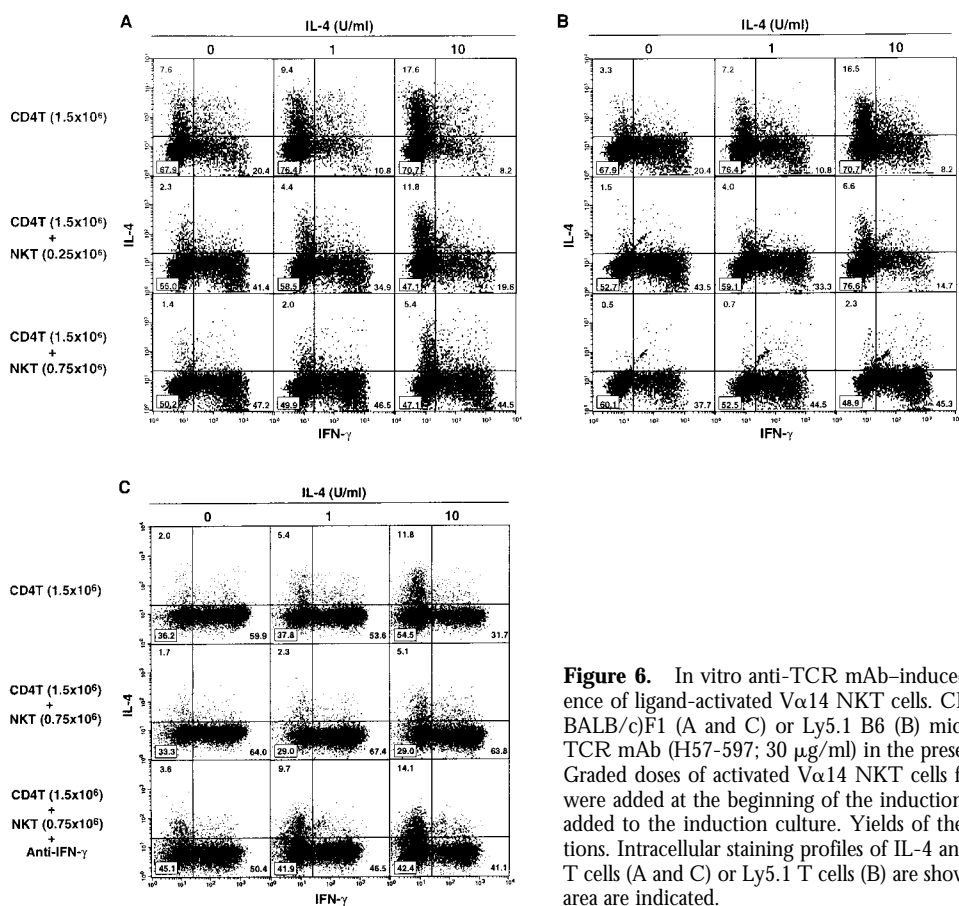 A
IL-4 (U/ml)
0 1 10
CD4T (1.5x10⁶)
7.6 9.4 17.6
67.9 20.4 76.4 10.8 70.7 8.2
CD4T (1.5x10⁶)
+
NKT (0.25x10⁶)
2.3 4.4 11.8
55.0 41.4 58.5 34.9 47.1 19.6
CD4T (1.5x10⁶)
+
NKT (0.75x10⁶)
1.4 2.0 5.4
50.2 47.2 49.9 46.5 47.1 44.5
IL-4
10⁰ 10¹ 10² 10³ 10⁴
IFN-γ
B
IL-4 (U/ml)
0 1 10
3.3 7.2 16.5
67.9 20.4 76.4 10.8 70.7 8.2
1.5 4.0 6.6
52.7 43.5 59.1 33.3 76.6 14.7
0.5 0.7 2.3
60.1 37.7 52.5 44.5 48.9 45.3
IL-4
10⁰ 10¹ 10² 10³ 10⁴
IFN-γ
C
IL-4 (U/ml)
0 1 10
CD4T (1.5x10⁶)
2.0 5.4 11.8
36.2 59.9 37.8 53.6 54.5 31.7
CD4T (1.5x10⁶)
+
NKT (0.75x10⁶)
1.7 2.3 5.1
33.3 64.0 29.0 67.4 29.0 63.8
CD4T (1.5x10⁶)
+
NKT (0.75x10⁶)
+
Anti-IFN-γ
3.6 9.7 14.1
45.1 50.4 41.9 46.5 42.4 41.1
IL-4
10⁰ 10¹ 10² 10³ 10⁴
IFN-γ
Figure 6. In vitro anti-TCR mAb–induced
ence of ligand-activated Vα14 NKT cells.
BALB/c)F1 (A and C) or Ly5.1 B6 (B)
TCR mAb (H57-597; 30 μg/ml) in the
Graded doses of activated Vα14 NKT cells
were added at the beginning of the induction
added to the induction culture. Yields of
tions. Intracellular staining profiles of IL-4
T cells (A and C) or Ly5.1 T cells (B) are
area are indicated.